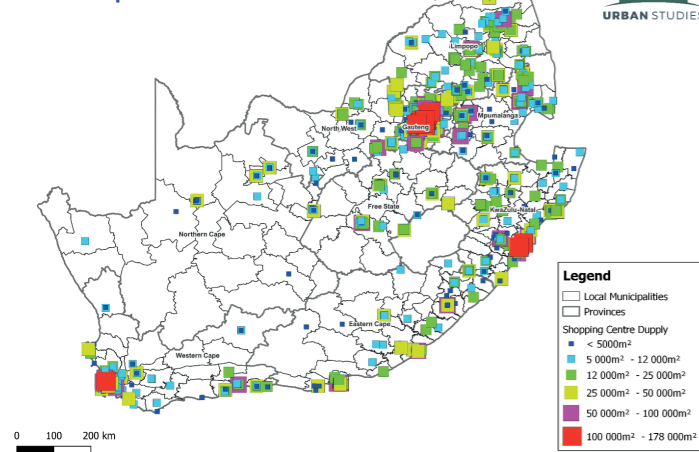 URBAN STUDIES
Limpopo
Mpumalanga
Gauteng
North West
Free State
KwaZulu-Natal
Northern Cape
Eastern Cape
Western Cape
Legend
Local Municipalities
Provinces
Shopping Centre Dupply
< 5000m²
5 000m² - 12 000m²
12 000m² - 25 000m²
25 000m² - 50 000m²
50 000m² - 100 000m²
100 000m² - 178 000m²
0 100 200 km